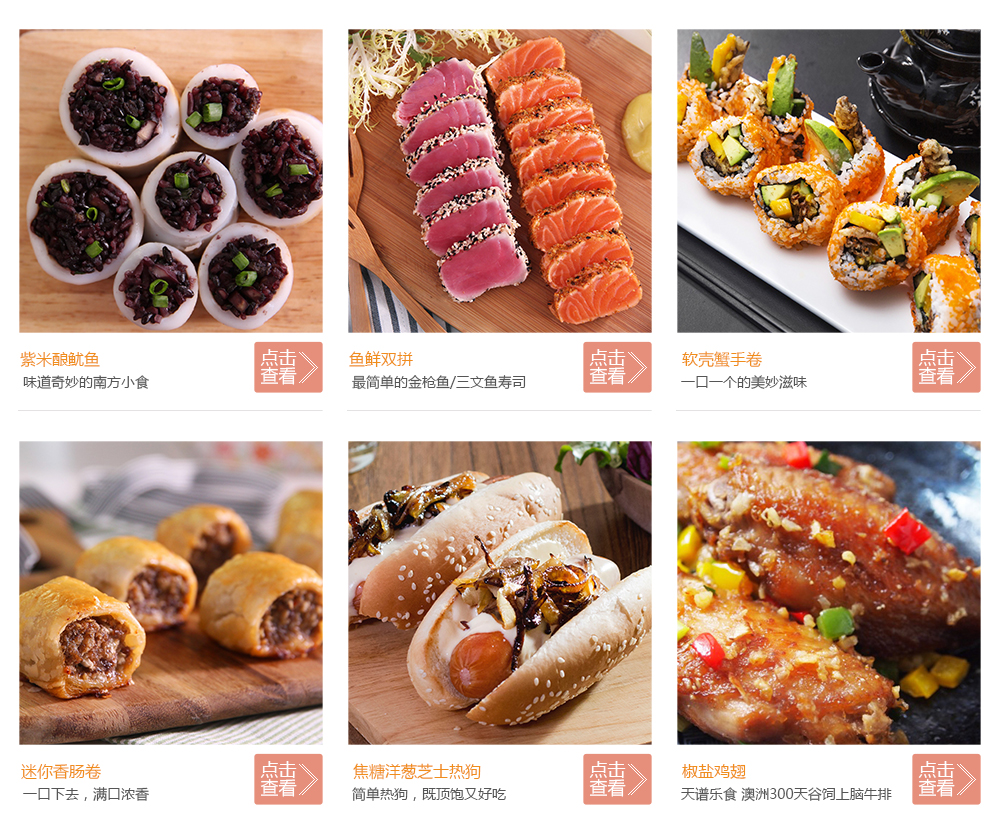 紫米酿鱿鱼
味道奇妙的南方小食
点击
查看
鱼鲜双拼
最简单的金枪鱼/三文鱼寿司
点击
查看
软壳蟹手卷
一口一个的美妙滋味
点击
查看
迷你香肠卷
一口下去，满口浓香
点击
查看
焦糖洋葱芝士热狗
简单热狗，既顶饱又好吃
点击
查看
椒盐鸡翅
天谱乐食 澳洲300天谷饲上脑牛排
点击
查看